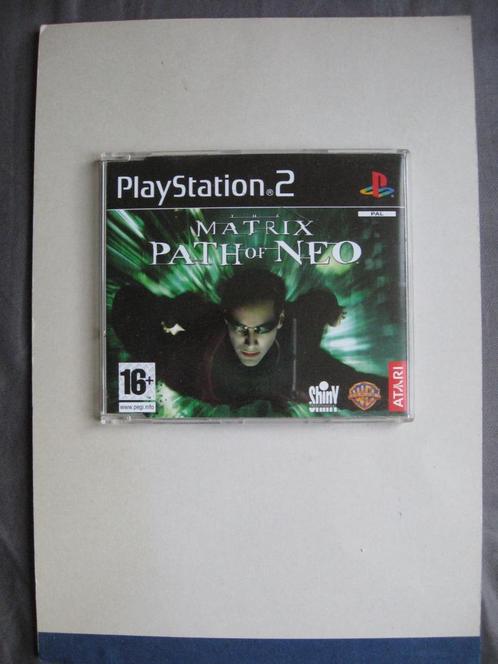 PlayStation®2
PAL
THE
MATRIX
PATH OF NEO
16+
www.pegi.info
Shiny
ATARI